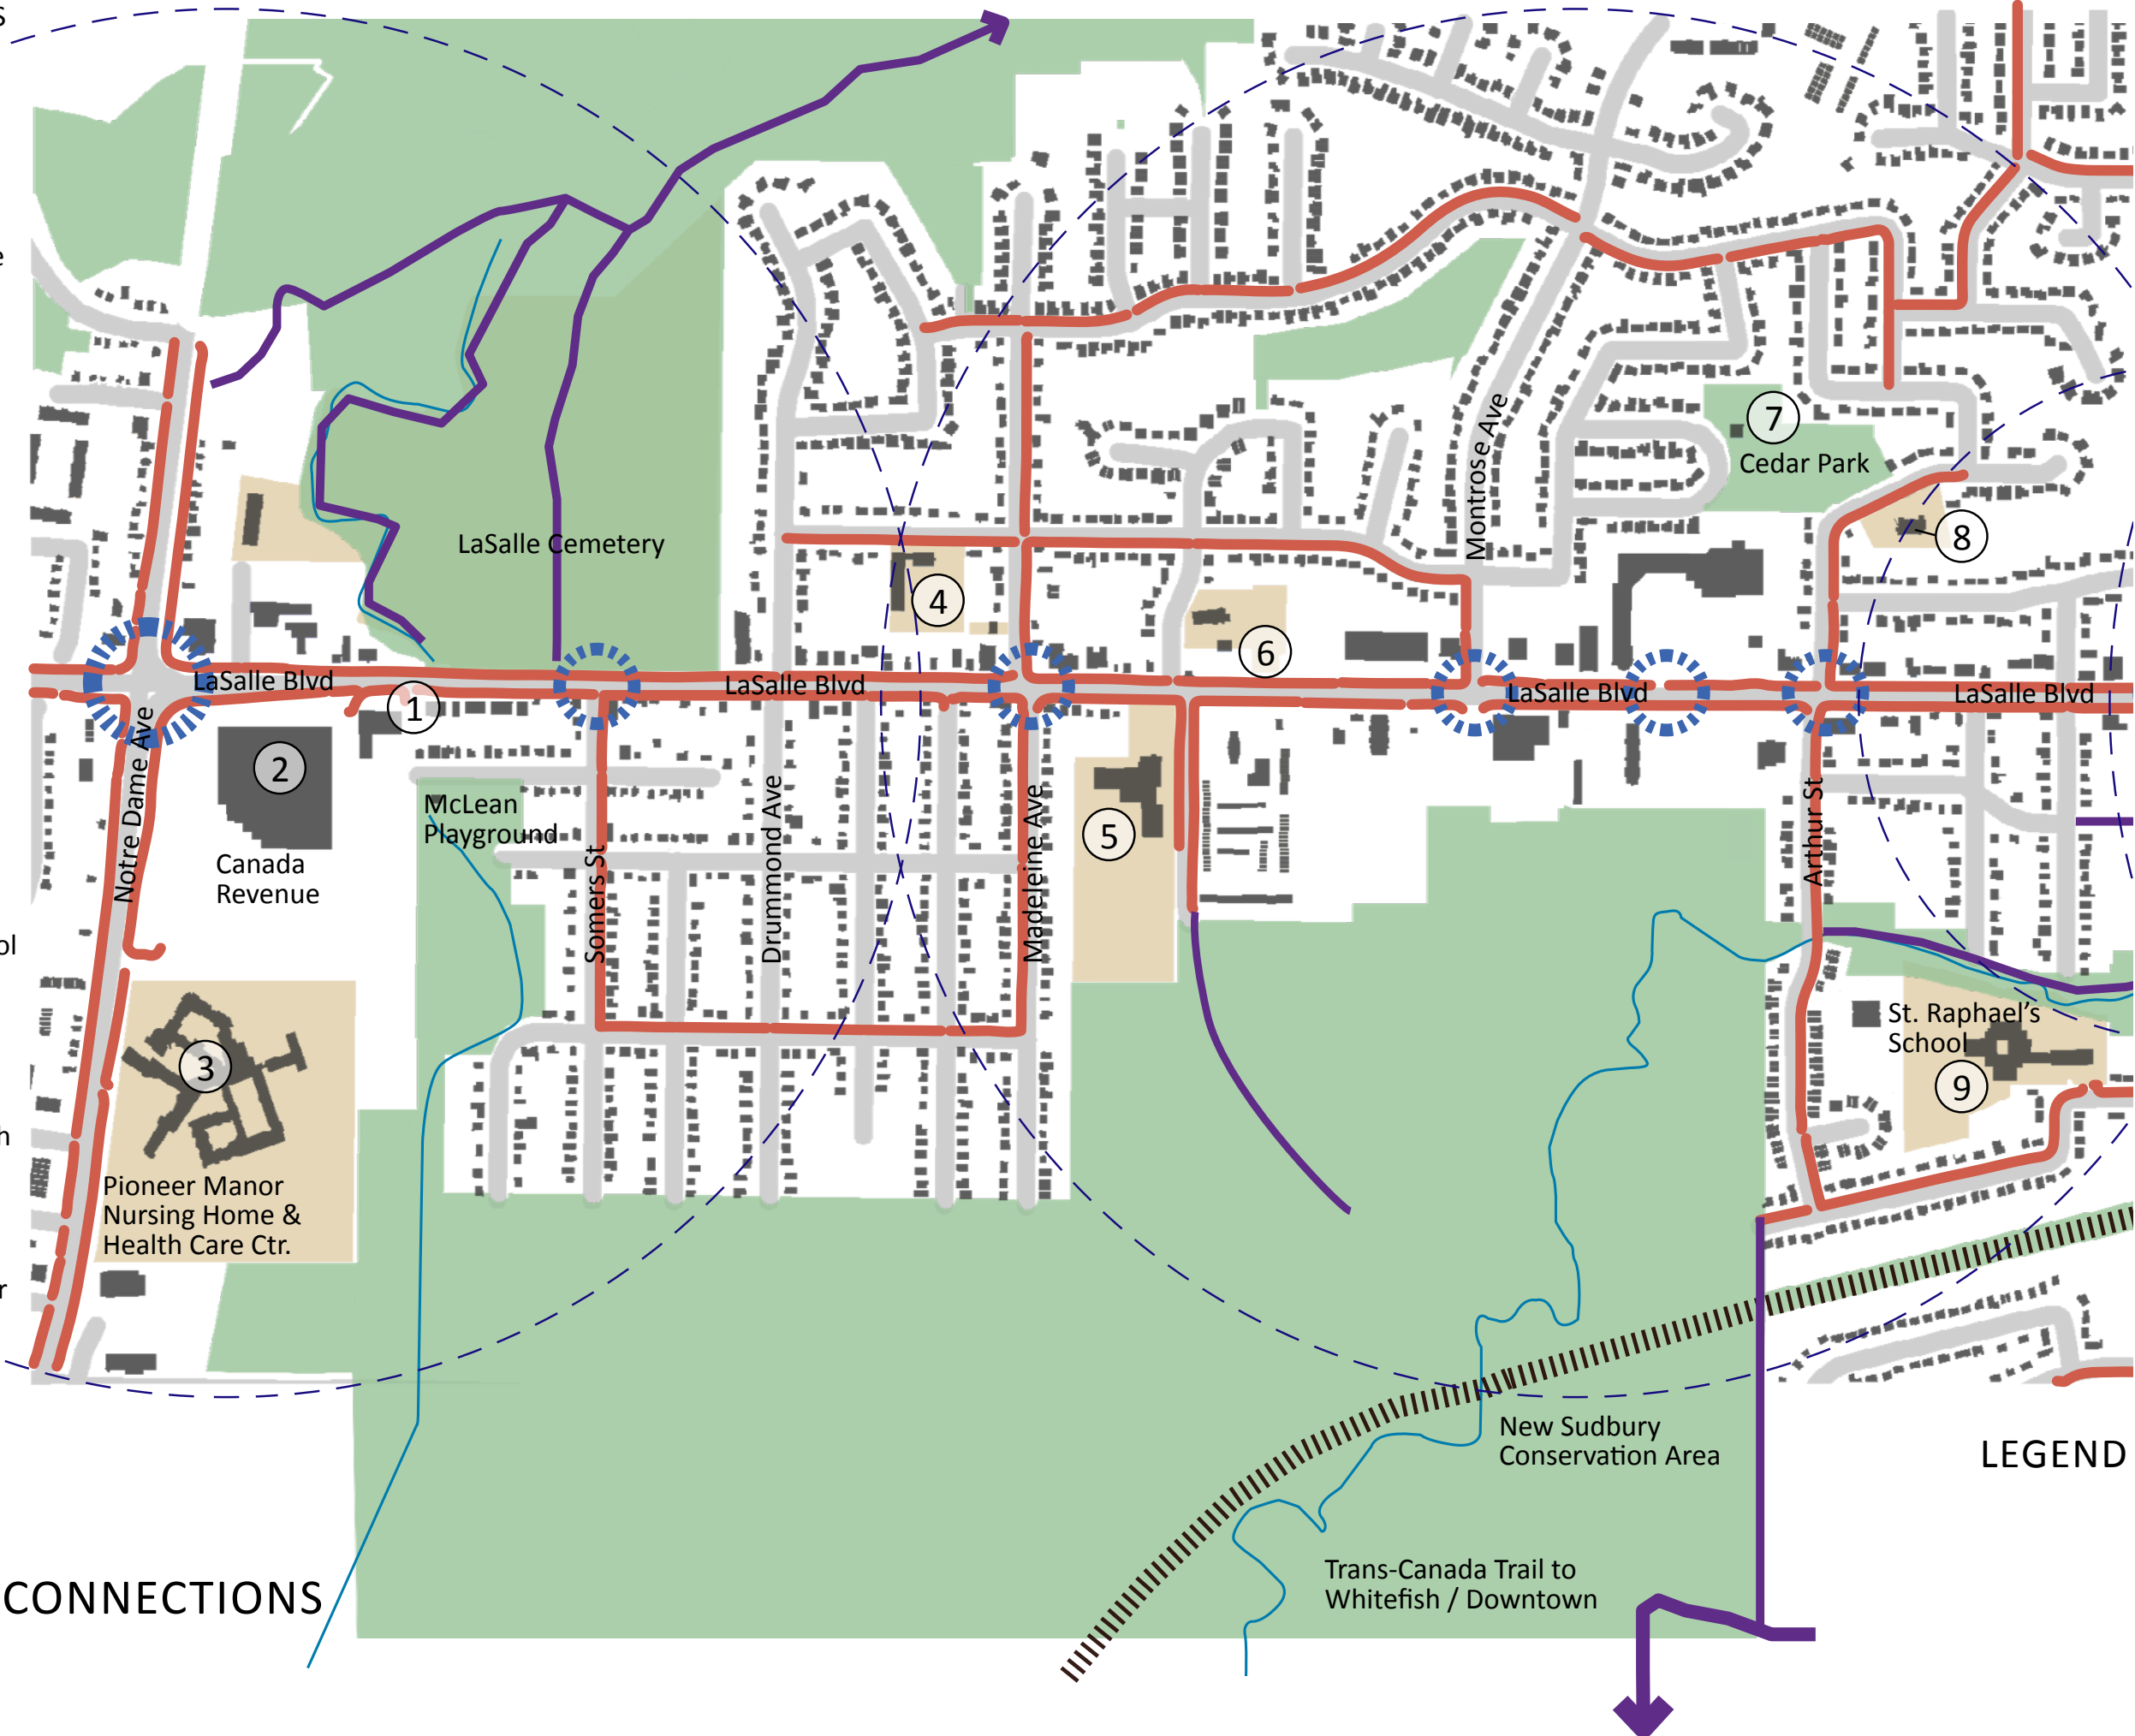 s
e
7
Cedar Park
Montrose Ave
8
LaSalle Cemetery
4
6
LaSalle Blvd
LaSalle Blvd
LaSalle Blvd
LaSalle Blvd
1
Notre Dame Ave
2
Canada
Revenue
McLean
Playground
Somers St
Drummond Ave
Madeleine Ave
5
Arthur St
ol
St. Raphael's
School
9
3
h
Pioneer Manor
Nursing Home &
Health Care Ctr.
r
New Sudbury
Conservation Area
LEGEND
Trans-Canada Trail to
Whitefish / Downtown
CONNECTIONS